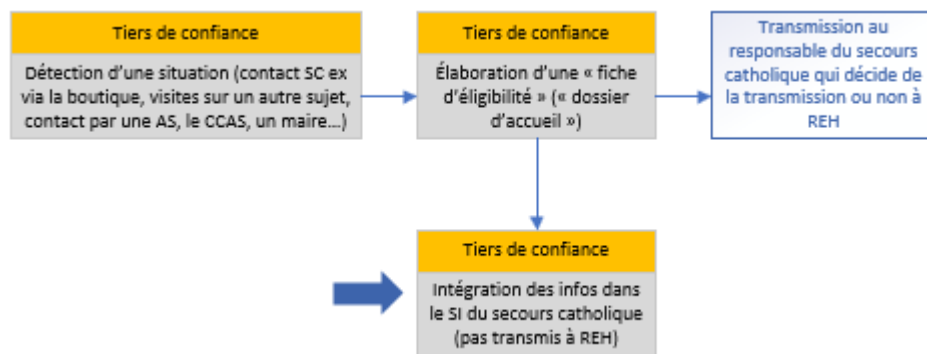 Tiers de confiance
Détection d'une situation (contact SC ex
via la boutique, visites sur un autre sujet,
contact par une AS, le CCAS, un maire...)
Tiers de confiance
Élaboration d'une « fiche
d'éligibilité » (« dossier
d'accueil »)
Transmission au
responsable du secours
catholique qui décide de
la transmission ou non à
REH
Tiers de confiance
Intégration des infos dans
le SI du secours catholique
(pas transmis à REH)